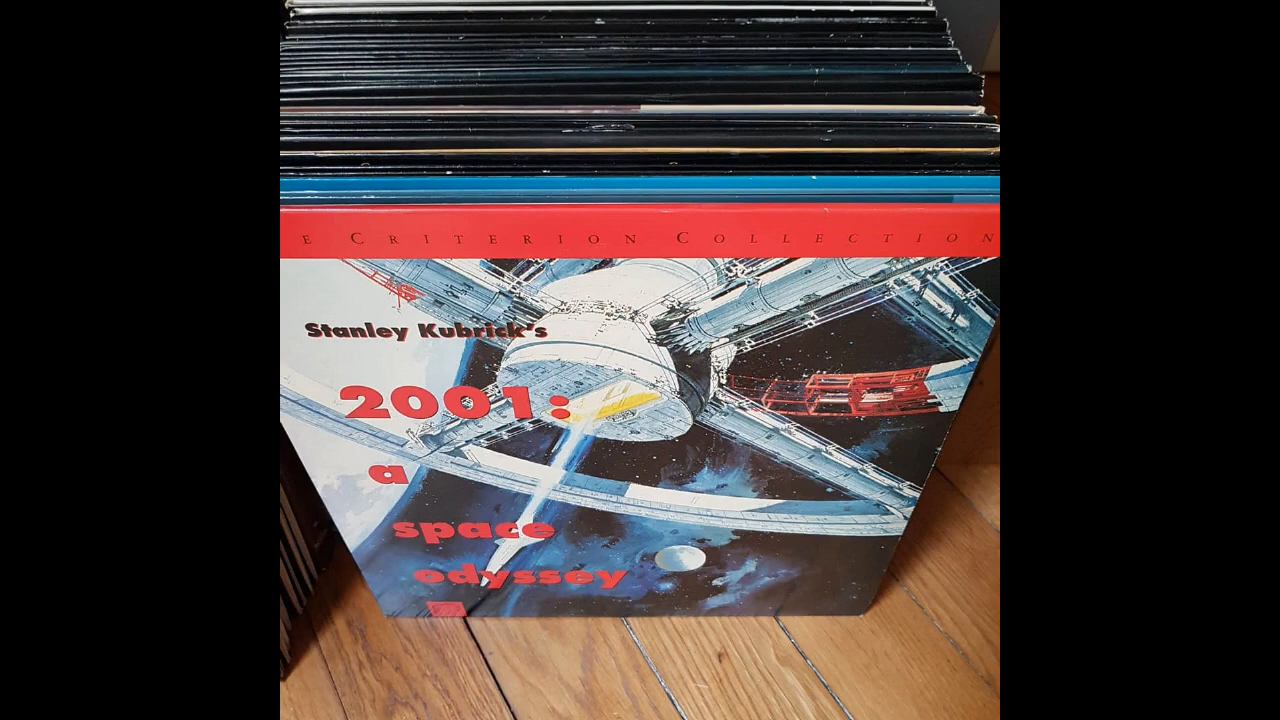 E CRITERION COLLECTION
Stanley Kubrick's
2001:
a
space
odyssey